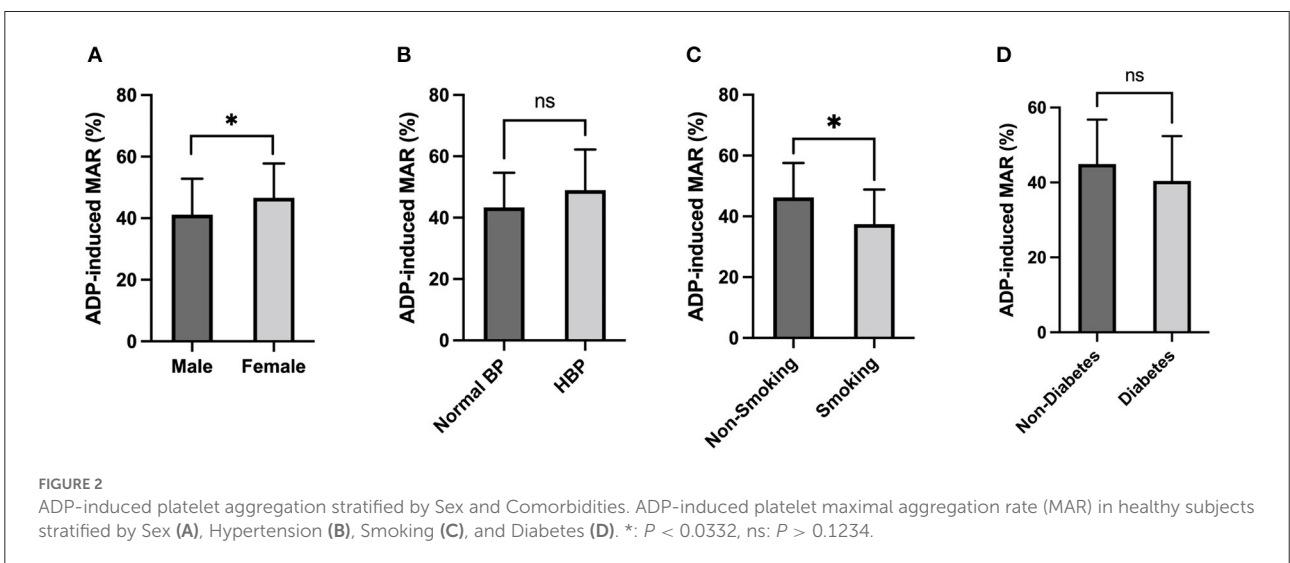 A
ADP-induced MAR (%)
80
60
40
20
0
*
Male
Female
B
ADP-induced MAR (%)
80
60
40
20
0
ns
Normal BP
HBP
C
ADP-induced MAR (%)
80
60
40
20
0
*
Non-Smoking
Smoking
D
ADP-induced MAR (%)
60
40
20
0
ns
Non-Diabetes
Diabetes
FIGURE 2
ADP-induced platelet aggregation stratified by Sex and Comorbidities. ADP-induced platelet maximal aggregation rate (MAR) in healthy subjects
stratified by Sex (A), Hypertension (B), Smoking (C), and Diabetes (D). *: P < 0.0332, ns: P > 0.1234.